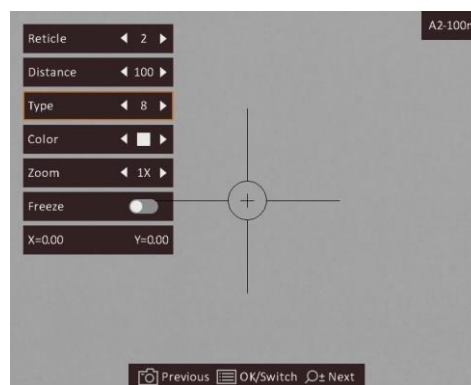 A2-100m
Reticle 2
Distance 100
Type 8
Color
Zoom 1X
Freeze
X=0.00 Y=0.00
Previous OK/Switch Next